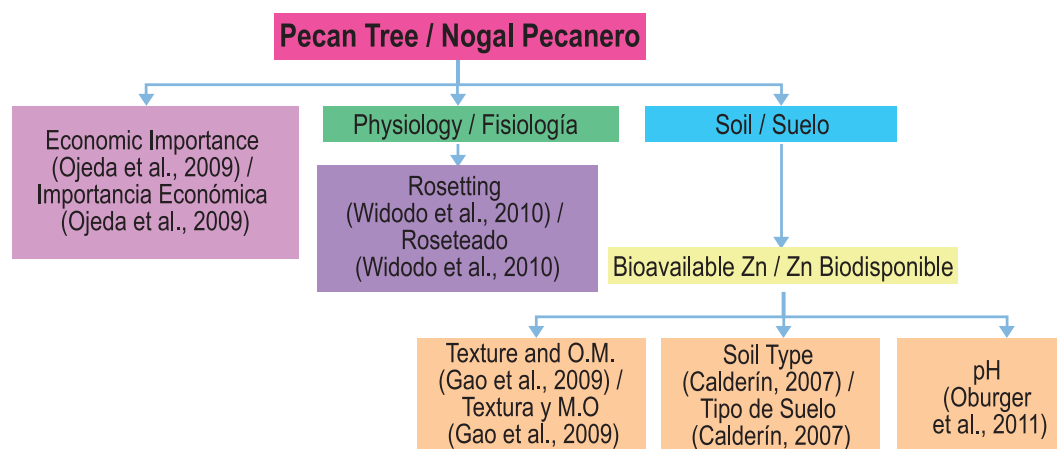 Pecan Tree / Nogal Pecanero
Economic Importance
(Ojeda et al., 2009) /
Importancia Económica
(Ojeda et al., 2009)
Physiology / Fisiología
Rosetting
(Widodo et al., 2010) /
Roseteado
(Widodo et al., 2010)
Soil / Suelo
Bioavailable Zn / Zn Biodisponible
Texture and O.M.
(Gao et al., 2009) /
Textura y M.O
(Gao et al., 2009)
Soil Type
(Calderín, 2007) /
Tipo de Suelo
(Calderín, 2007)
pH
(Oburger
et al., 2011)